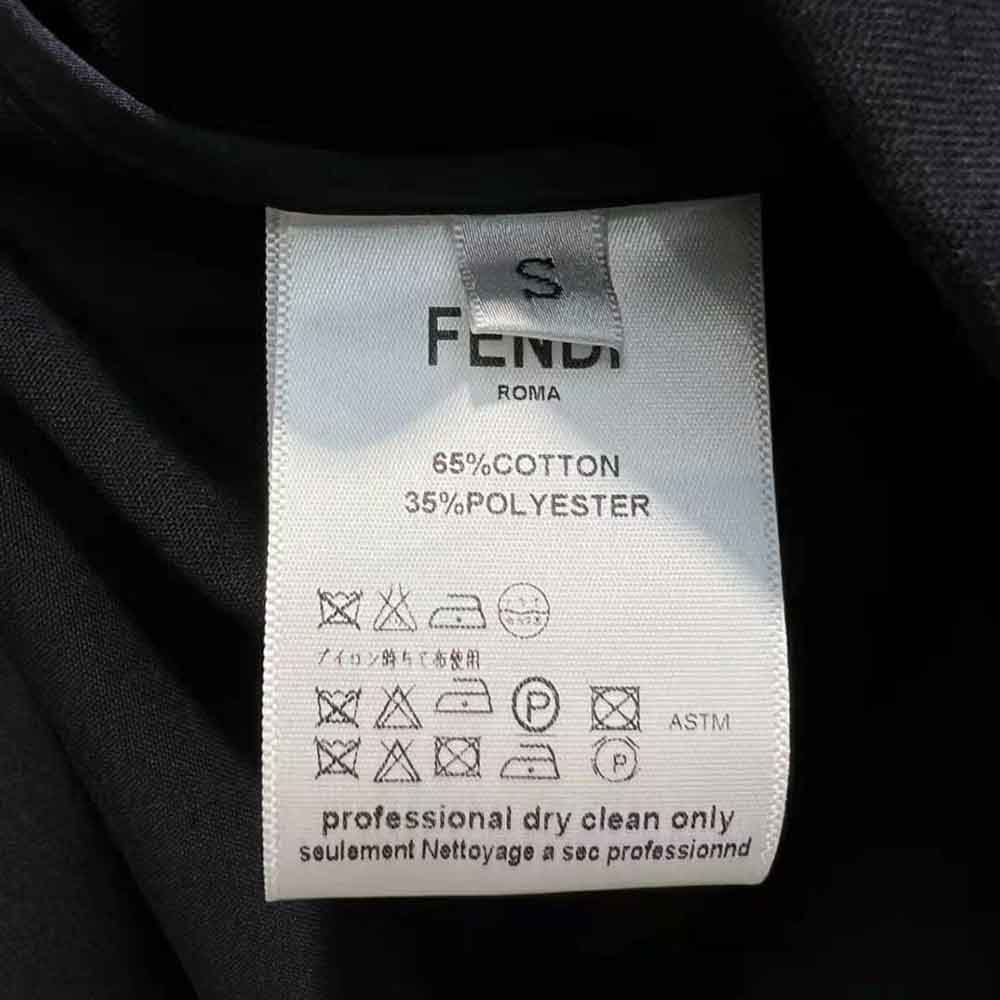 S
FENDI
ROMA
65%COTTON
35%POLYESTER
P
ASTM
P
professional dry clean only
seulement Nettoyage a sec professionnd